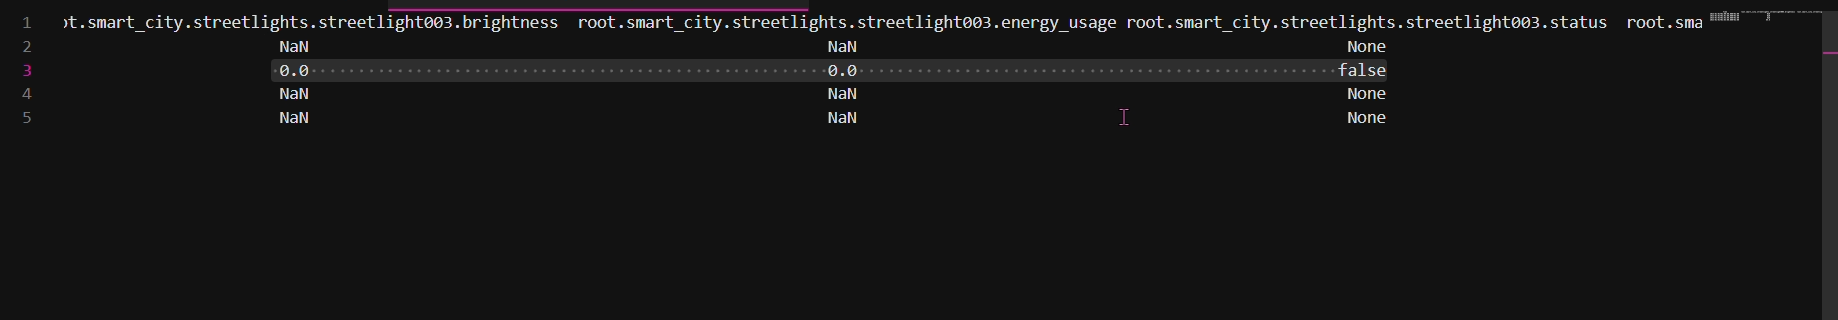 1 ot.smart_city.streetlights.streetlight003.brightness root.smart_city.streetlights.streetlight003.energy_usage root.smart_city.streetlights.streetlight003.status root.sma
2 NaN NaN None
3 0.0 0.0 false
4 NaN NaN None
5 NaN NaN None